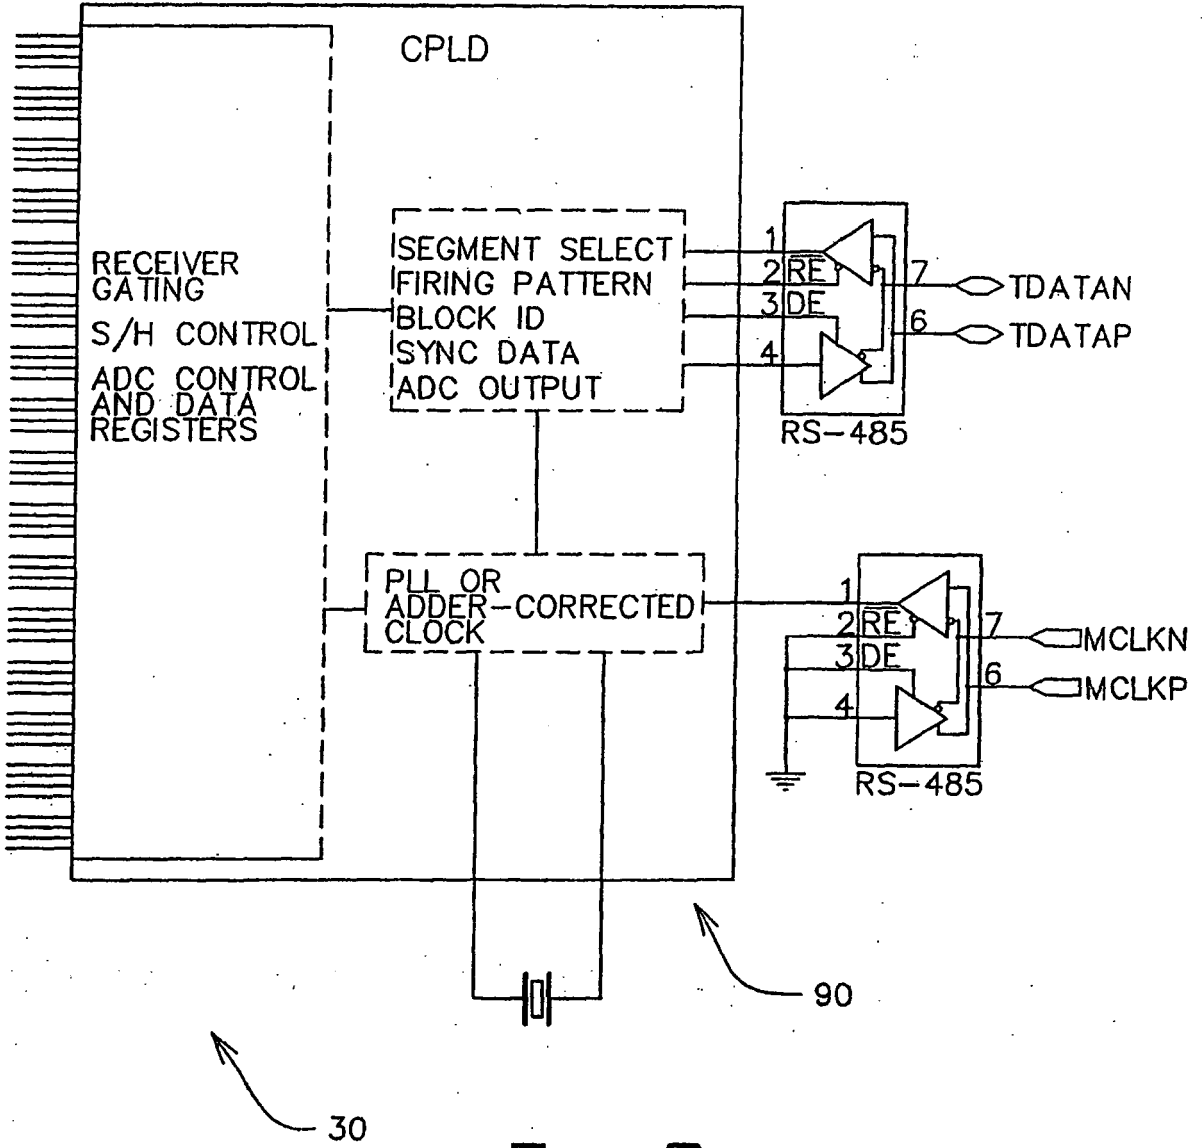 CPLD
RECEIVER
GATING
S/H CONTROL
ADC CONTROL
AND DATA
REGISTERS
SEGMENT SELECT
FIRING PATTERN
BLOCK ID
SYNC DATA
ADC OUTPUT
1
2 RE
3 DE
4
7
6
TDATAN
TDATAP
RS-485
PLL OR
ADDER-CORRECTED
CLOCK
1
2 RE
3 DE
4
7
6
MCLKN
MCLKP
RS-485
90
30